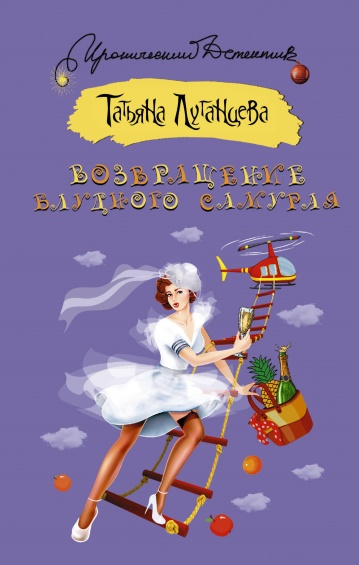 Иронический Детектив
Татьяна Луганцева
ВОЗВРАЩЕНИЕ
БЛУДНОГО САМУРАЯ